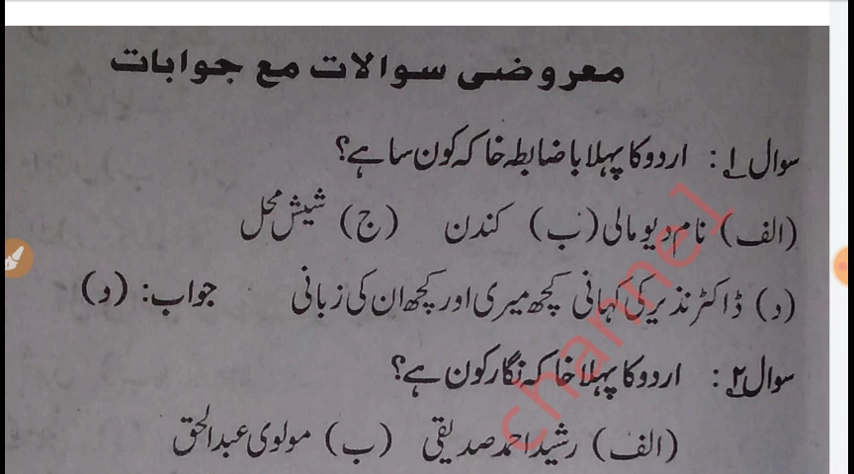 معروضی سوالات مع جوابات
سوال ۱: اردو کا پہلا باضابطہ خاکہ کون سا ہے؟
(الف) نام دیو مالی (ب) کندن (ج) شیش محل
(د) ڈاکٹر نذیر کی کہانی کچھ میری اور کچھ ان کی زبانی جواب: (د)
سوال ۲: اردو کا پہلا خاکہ نگار کون ہے؟
(الف) رشید احمد صدیقی (ب) مولوی عبدالحق
channel